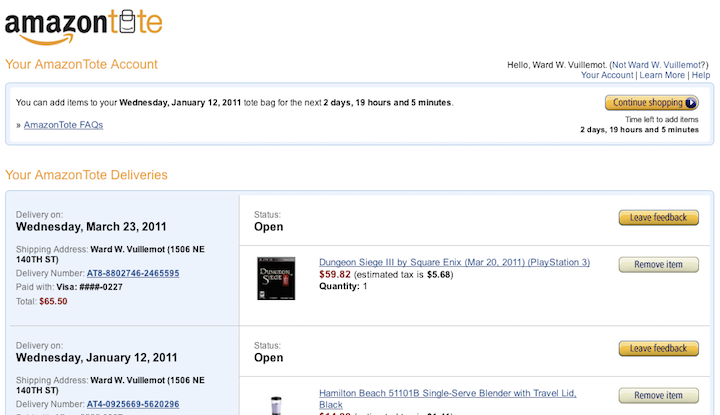 amazontote
Your AmazonTote Account
Hello, Ward W. Vuillemot. (Not Ward W. Vuillemot?)
Your Account | Learn More | Help
You can add items to your Wednesday, January 12, 2011 tote bag for the next 2 days, 19 hours and 5 minutes.
Continue shopping
» AmazonTote FAQs
Time left to add items
2 days, 19 hours and 5 minutes
Your AmazonTote Deliveries
Delivery on:
Wednesday, March 23, 2011
Shipping Address: Ward W. Vuillemot (1506 NE
140TH ST)
Delivery Number: AT8-8802746-2465595
Paid with: Visa: ####-0227
Total: $65.50
Status:
Open
Leave feedback
DUNGEON SIEGE
Dungeon Siege III by Square Enix (Mar 20, 2011) (PlayStation 3)
$59.82 (estimated tax is $5.68)
Quantity: 1
Remove item
Delivery on:
Wednesday, January 12, 2011
Shipping Address: Ward W. Vuillemot (1506 NE
140TH ST)
Delivery Number: AT4-0925669-5620296
Status:
Open
Leave feedback
Hamilton Beach 51101B Single-Serve Blender with Travel Lid,
Black
Remove item